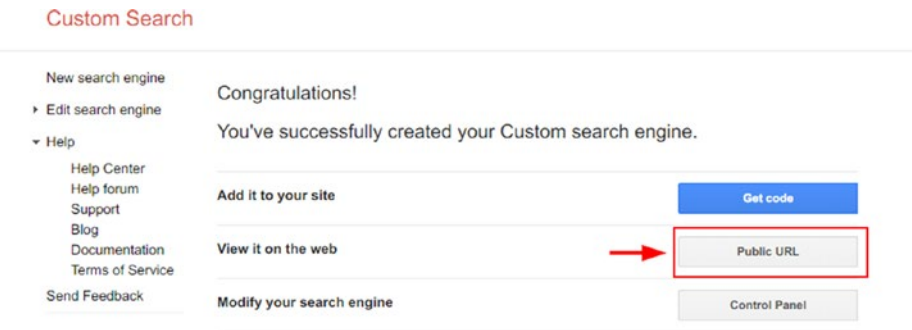 Custom Search
New search engine
Edit search engine
Help
Help Center
Help forum
Support
Blog
Documentation
Terms of Service
Send Feedback
Congratulations!
You've successfully created your Custom search engine.
Add it to your site
Get code
View it on the web
Public URL
Modify your search engine
Control Panel